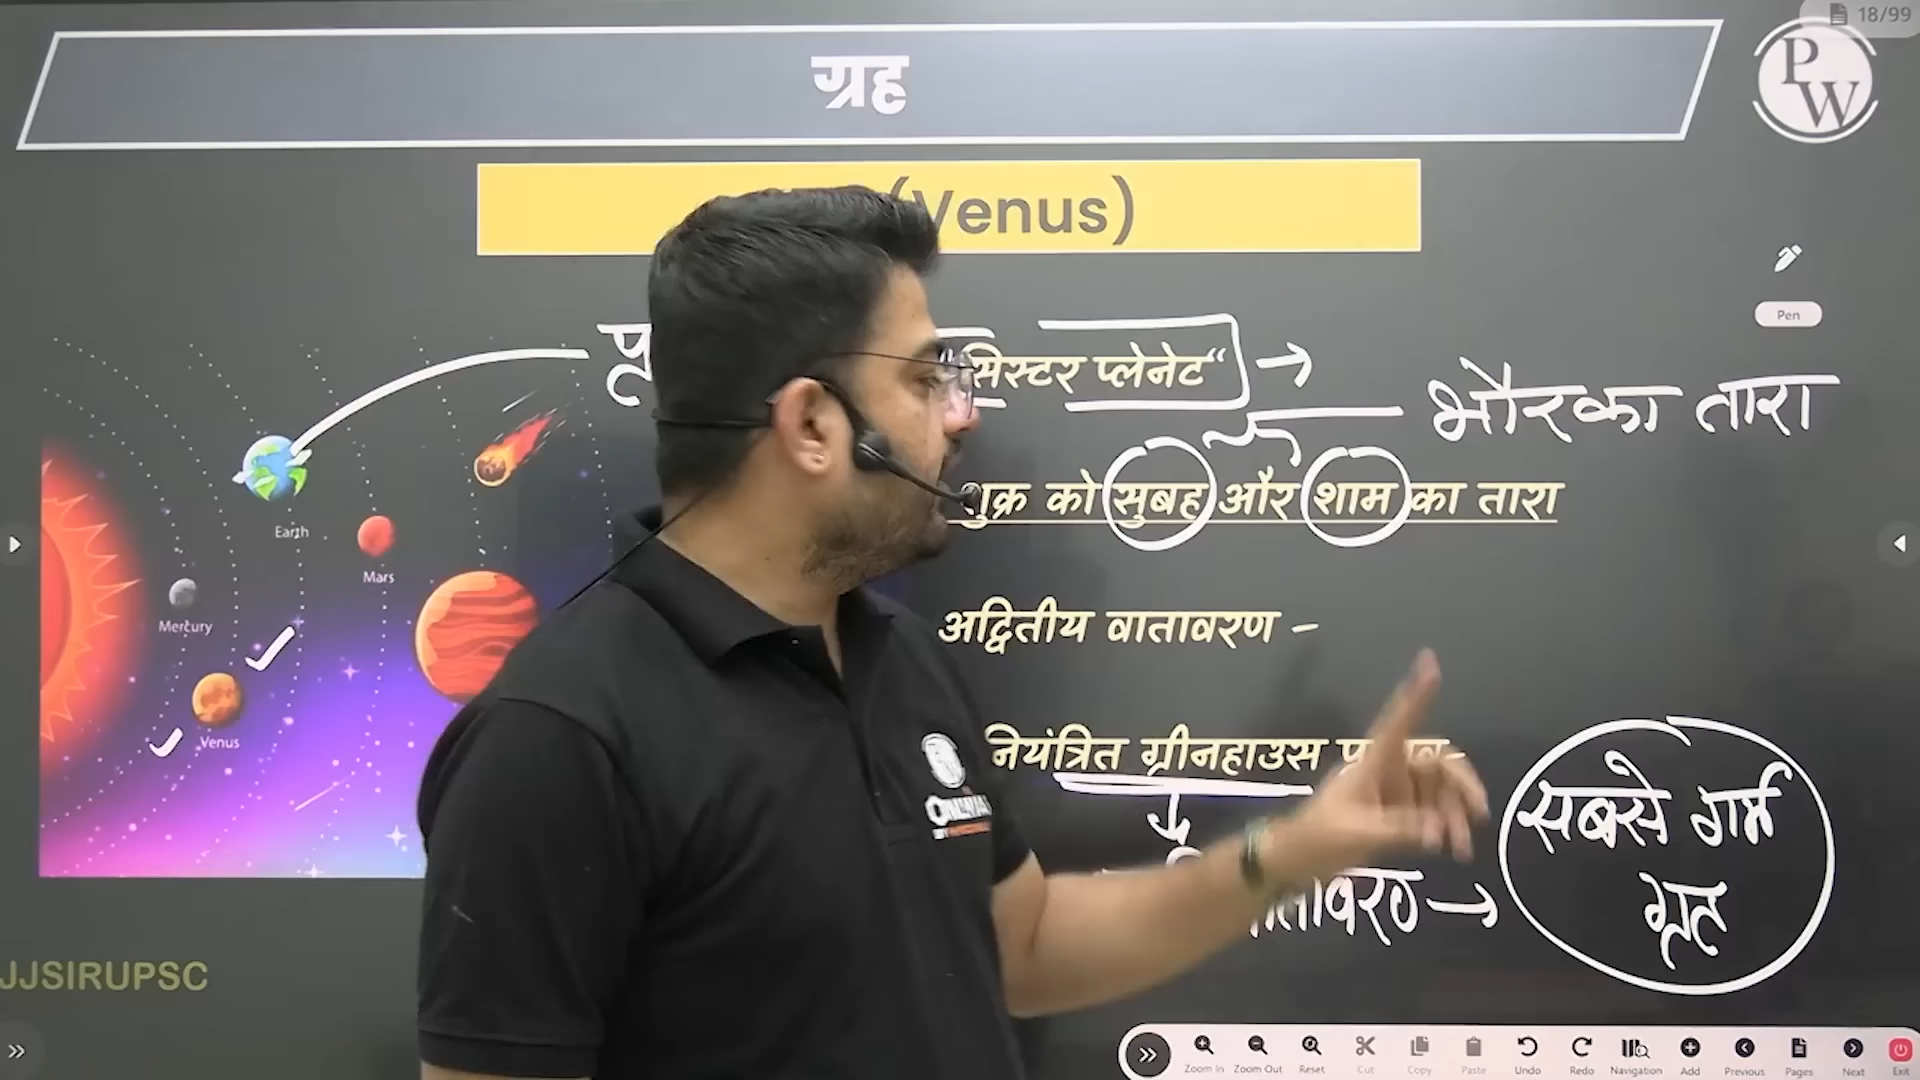 18/99
ग्रह
PW
(Venus)
Pen
"सिस्टर प्लेनेट"
भौर का तारा
शुक्र को सुबह और शाम का तारा
Earth
Mars
Mercury
Venus
अद्वितीय वातावरण -
नियंत्रित ग्रीनहाउस
सबसे गर्म
ग्रह
JJSIRUPSC
Zoom In Zoom Out Reset Cut Copy Paste Undo Redo Navigation Add Previous Pages Next Exit